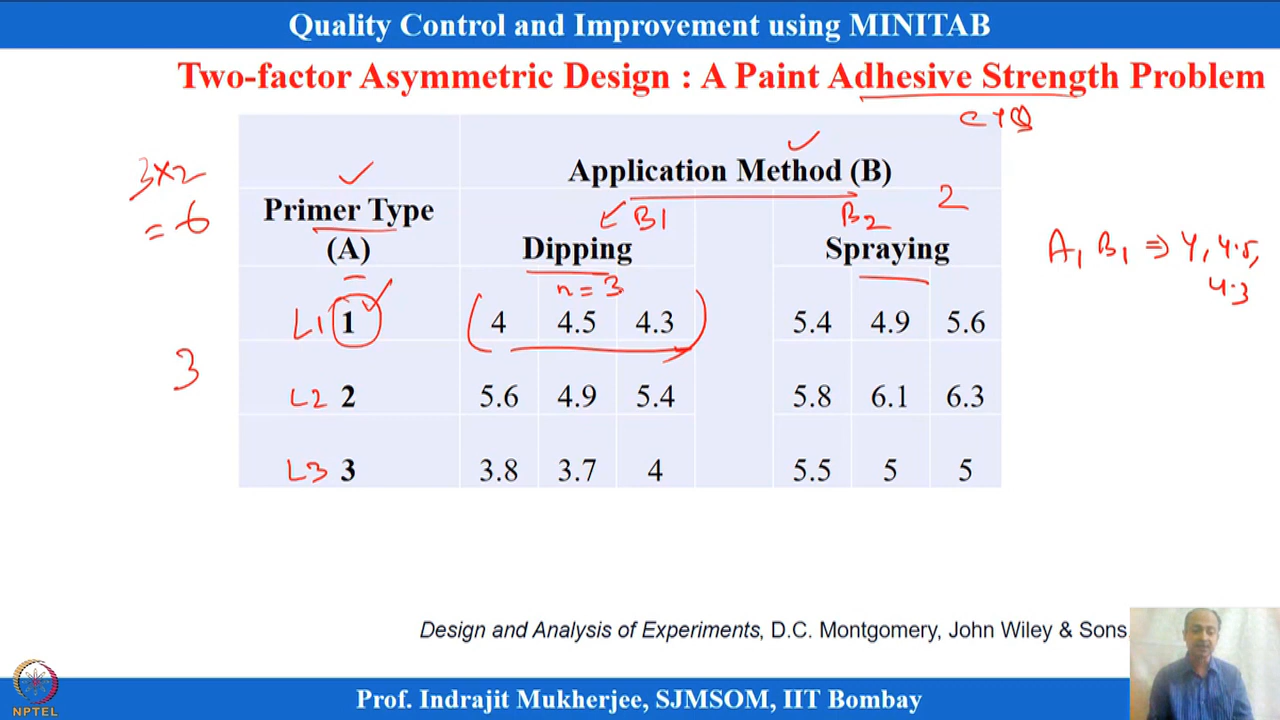 Quality Control and Improvement using MINITAB
Two-factor Asymmetric Design : A Paint Adhesive Strength Problem
CTQ
3×2
= 6
Primer Type
(A)
Application Method (B)
B1
B2
2
Dipping
Spraying
n = 3
A1 B1 ⇒ 4, 4.5,
4.3
L1 1 4 4.5 4.3 5.4 4.9 5.6
3
L2 2 5.6 4.9 5.4 5.8 6.1 6.3
L3 3 3.8 3.7 4 5.5 5 5
Design and Analysis of Experiments, D.C. Montgomery, John Wiley & Sons.
NPTEL
Prof. Indrajit Mukherjee, SJMSOM, IIT Bombay